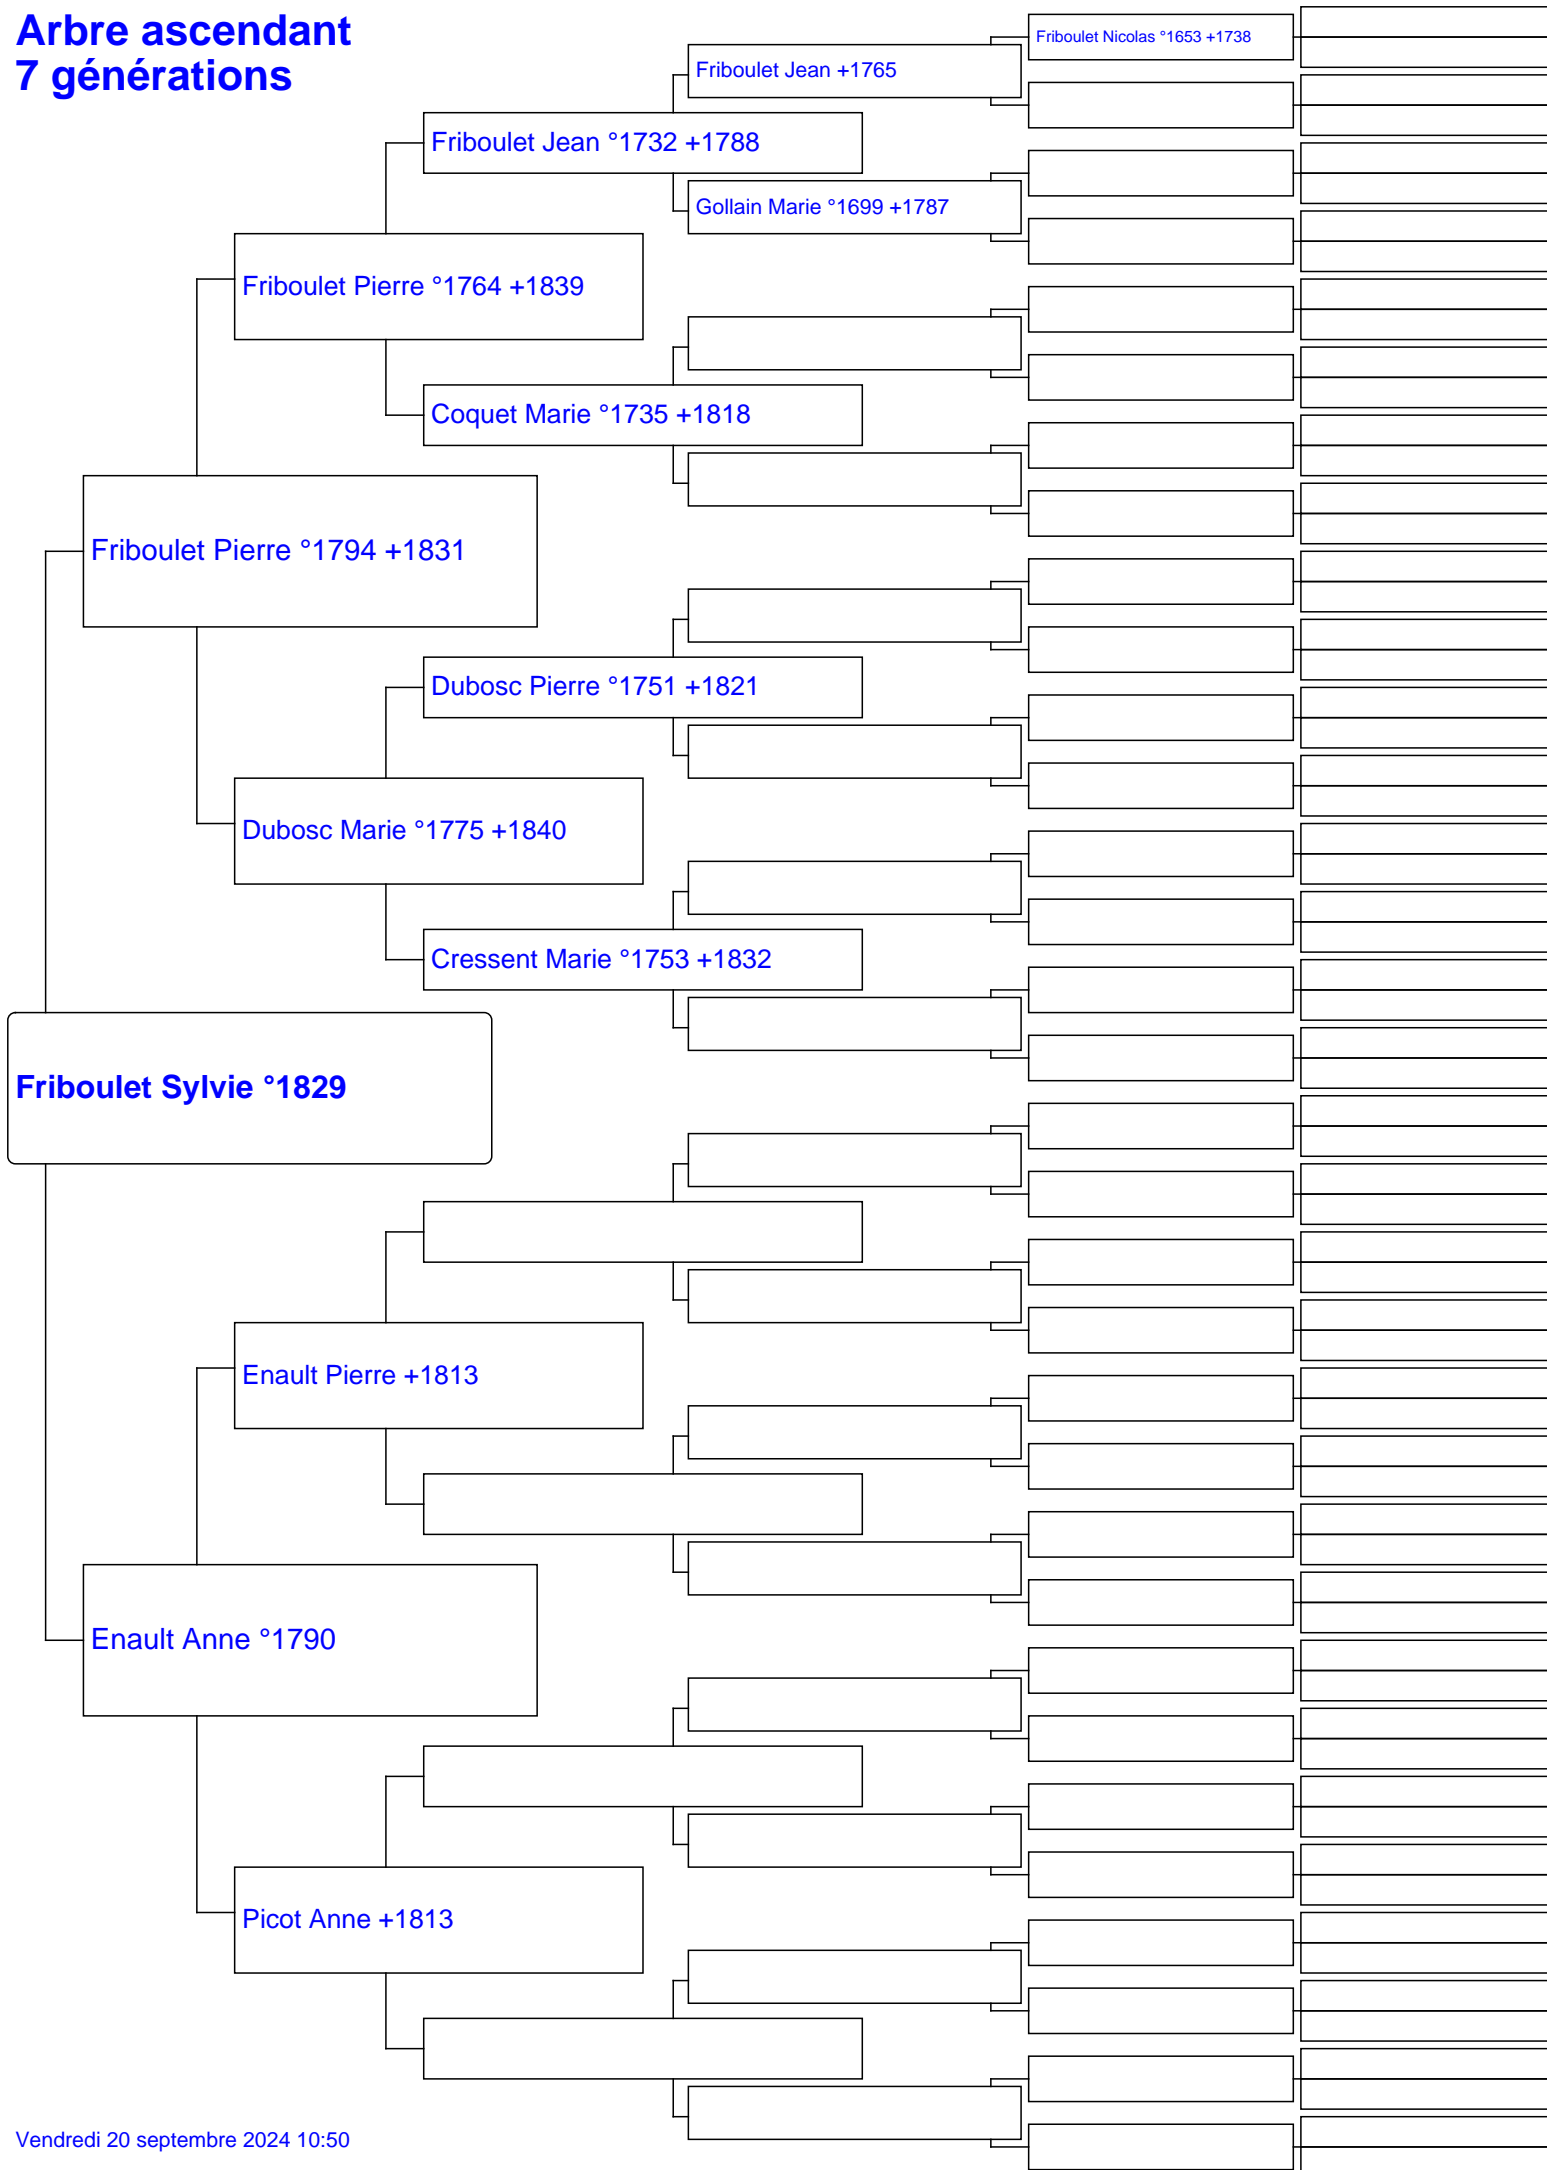 Arbre ascendant
7 générations
Friboulet Nicolas °1653 +1738
Friboulet Jean +1765
Friboulet Jean °1732 +1788
Gollain Marie °1699 +1787
Friboulet Pierre °1764 +1839
Coquet Marie °1735 +1818
Friboulet Pierre °1794 +1831
Dubosc Pierre °1751 +1821
Dubosc Marie °1775 +1840
Cressent Marie °1753 +1832
Friboulet Sylvie °1829
Enault Pierre +1813
Enault Anne °1790
Picot Anne +1813
Vendredi 20 septembre 2024 10:50